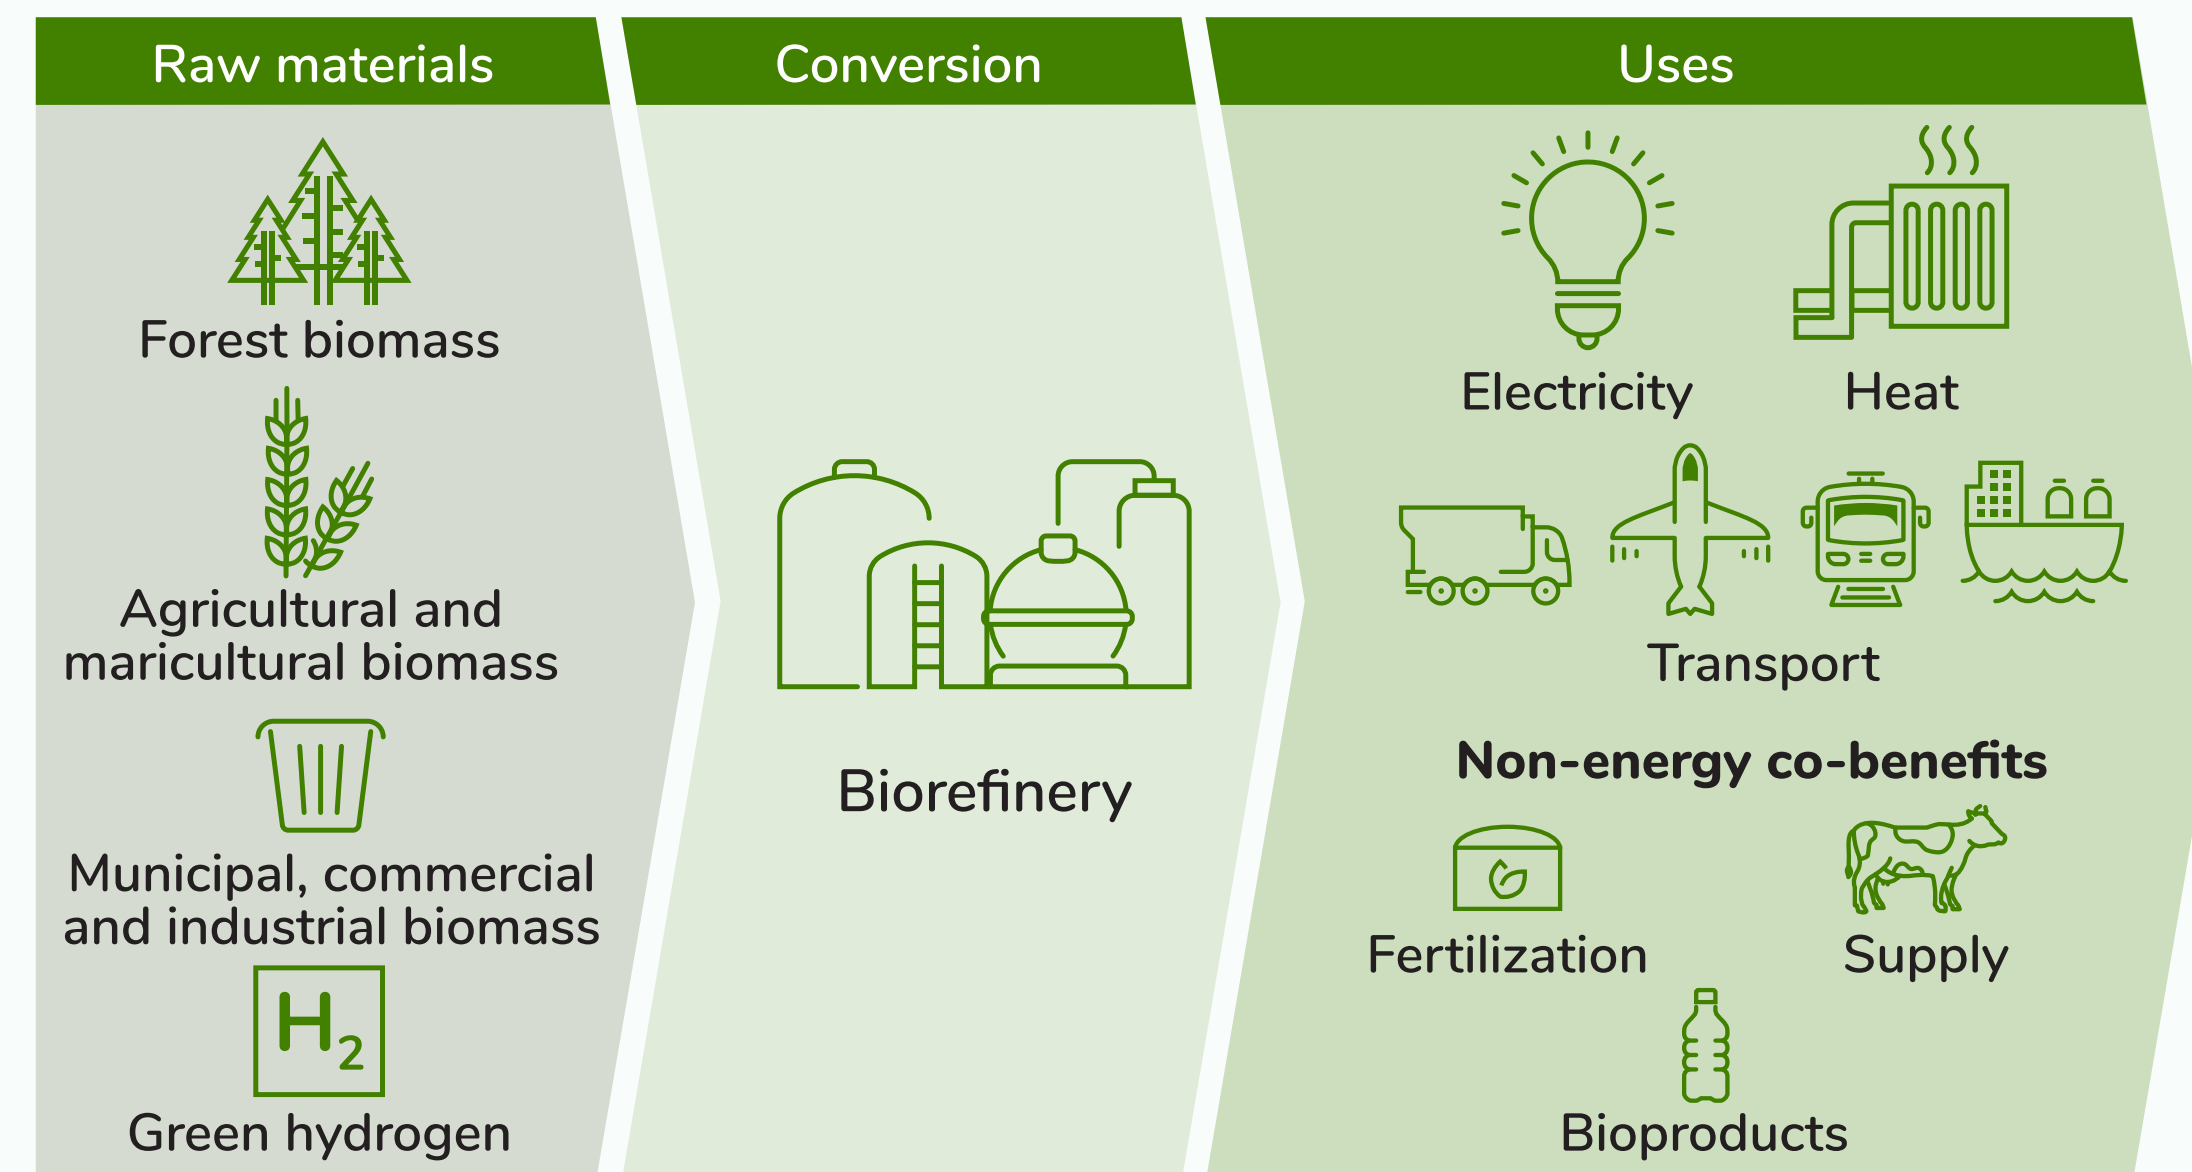 Raw materials
Forest biomass
Agricultural and
maricultural biomass
Municipal, commercial
and industrial biomass
H2
Green hydrogen
Conversion
Biorefinery
Uses
Electricity
Heat
Transport
Non-energy co-benefits
Fertilization
Supply
Bioproducts